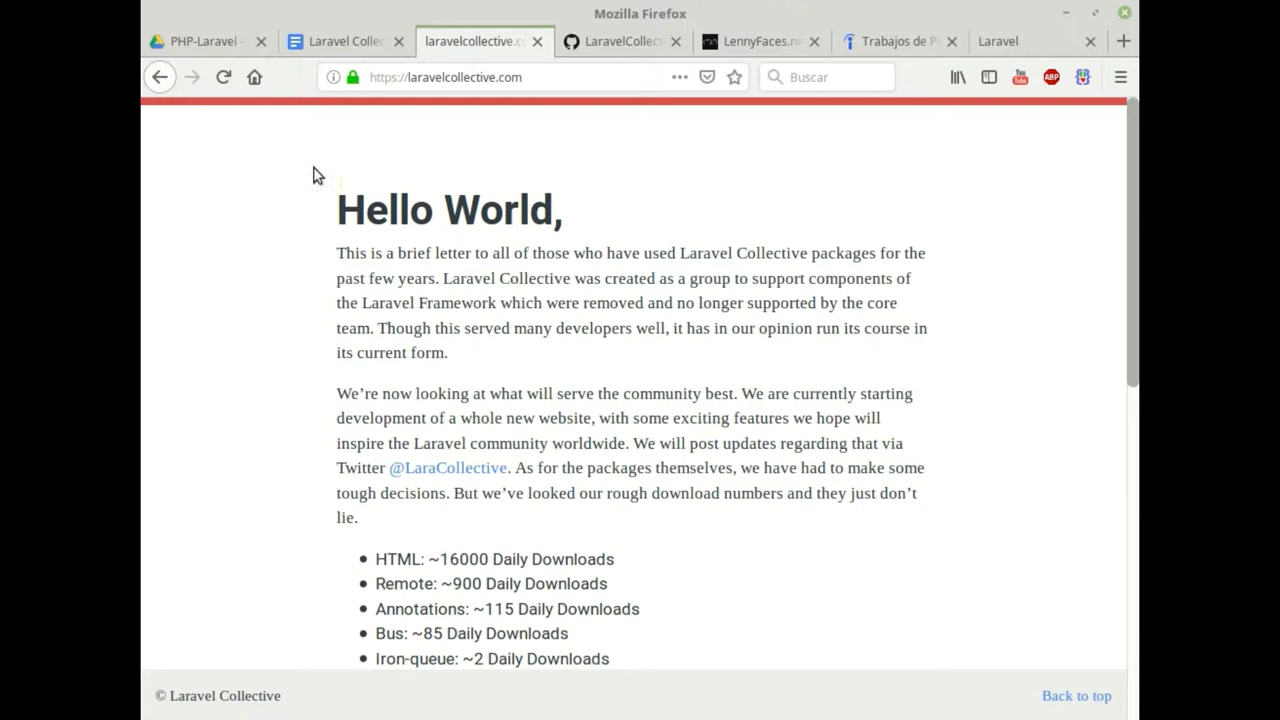 Mozilla Firefox
PHP-Laravel -
Laravel Collec
laravelcollective.co
LaravelCollect
LennyFaces.ne
Trabajos de P
Laravel
https://laravelcollective.com
Buscar
You Tube
ABP
Hello World,
This is a brief letter to all of those who have used Laravel Collective packages for the
past few years. Laravel Collective was created as a group to support components of
the Laravel Framework which were removed and no longer supported by the core
team. Though this served many developers well, it has in our opinion run its course in
its current form.
We’re now looking at what will serve the community best. We are currently starting
development of a whole new website, with some exciting features we hope will
inspire the Laravel community worldwide. We will post updates regarding that via
Twitter @LaraCollective. As for the packages themselves, we have had to make some
tough decisions. But we’ve looked our rough download numbers and they just don’t
lie.
• HTML: ~16000 Daily Downloads
• Remote: ~900 Daily Downloads
• Annotations: ~115 Daily Downloads
• Bus: ~85 Daily Downloads
• Iron-queue: ~2 Daily Downloads
© Laravel Collective
Back to top